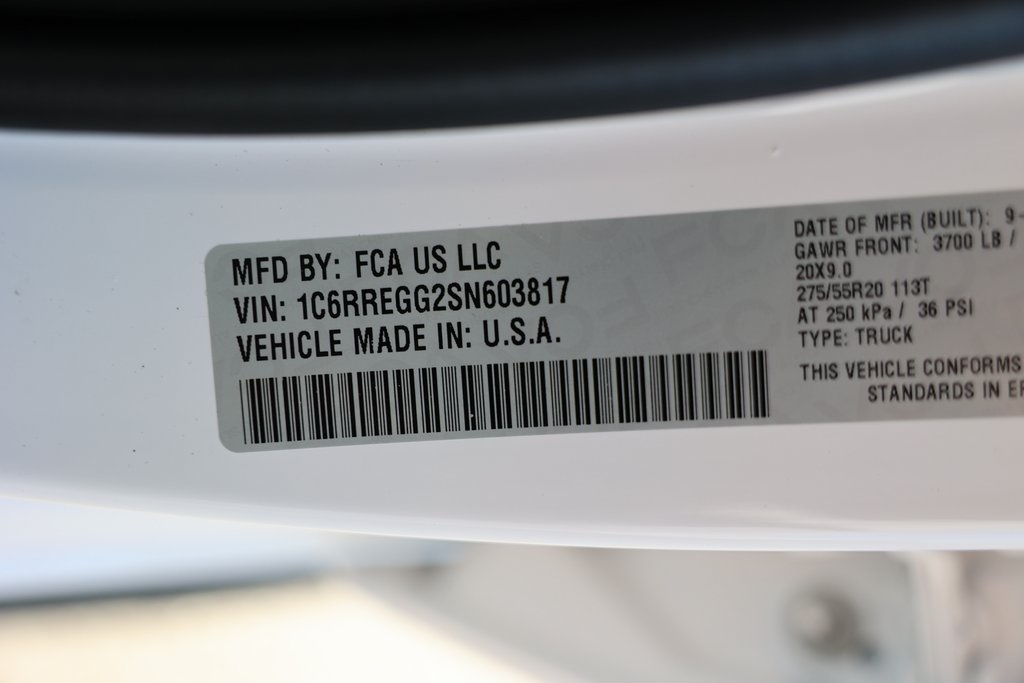 MFD BY: FCA US LLC
VIN: 1C6RREGG2SN603817
VEHICLE MADE IN: U.S.A.
DATE OF MFR (BUILT): 9-
GAWR FRONT: 3700 LB /
20X9.0
275/55R20 113T
AT 250 kPa / 36 PSI
TYPE: TRUCK
THIS VEHICLE CONFORMS
STANDARDS IN